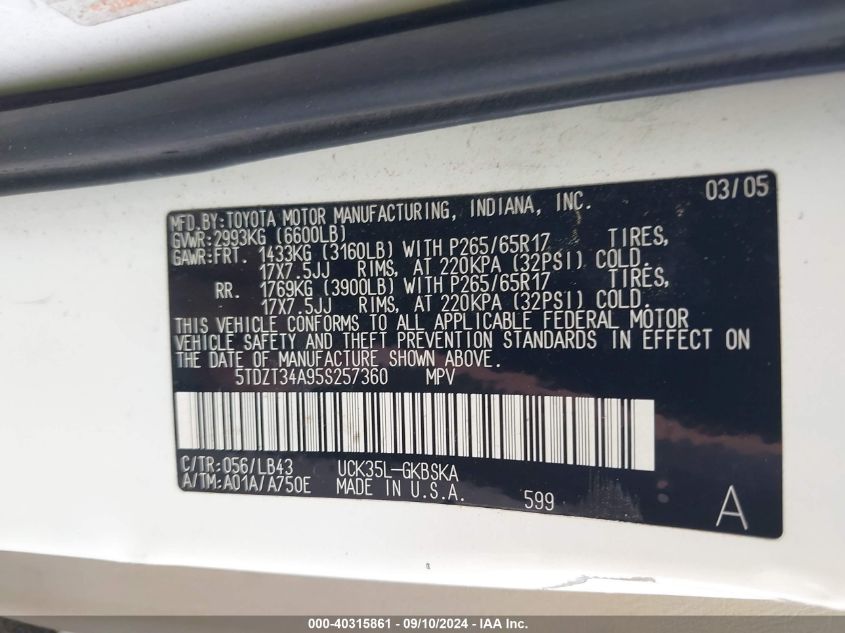 03/05
MFD.BY:TOYOTA MOTOR MANUFACTURING, INDIANA, INC.
GVWR:2993KG (6600LB)
GAWR:FRT. 1433KG (3160LB) WITH P265/65R17 TIRES,
17X7.5JJ RIMS, AT 220KPA (32PSI) COLD.
RR. 1769KG (3900LB) WITH P265/65R17 TIRES,
17X7.5JJ RIMS, AT 220KPA (32PSI) COLD.
THIS VEHICLE CONFORMS TO ALL APPLICABLE FEDERAL MOTOR
VEHICLE SAFETY AND THEFT PREVENTION STANDARDS IN EFFECT ON
THE DATE OF MANUFACTURE SHOWN ABOVE.
5TDZT34A95S257360 MPV
C/TR:056/LB43 UCK35L-GKBSKA
A/TM:A01A/A750E MADE IN U.S.A. 599 A
000-40315861 - 09/10/2024 - IAA Inc.